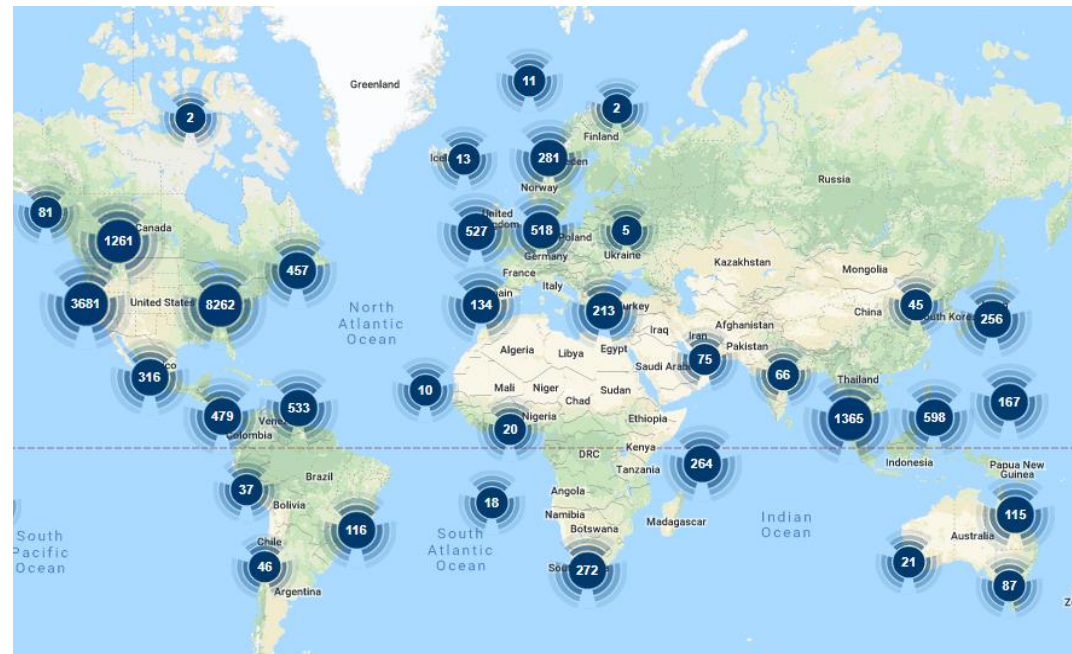 11
Greenland
2
2
Finland
13
281
Norway
Russia
81
United
527
518
Poland
5
1261
Canada
Germany
Ukraine
France
Kazakhstan
Mongolia
457
Italy
3681
United States
8262
134
213
45
China
256
North
Atlantic
Ocean
Iraq
Iran
Afghanistan
Pakistan
Algeria
Libya
Egypt
75
316
66
Thailand
10
Mali
Niger
Chad
Sudan
479
533
167
Colombia
20
Nigeria
Ethiopia
1365
598
DRC
Kenya
264
Tanzania
Indonesia
Papua New
Guinea
Brazil
37
Bolivia
18
Angola
Namibia
Botswana
Madagascar
Indian
Ocean
115
Australia
116
South
Pacific
Ocean
South
Atlantic
Ocean
Chile
46
272
21
87
Argentina